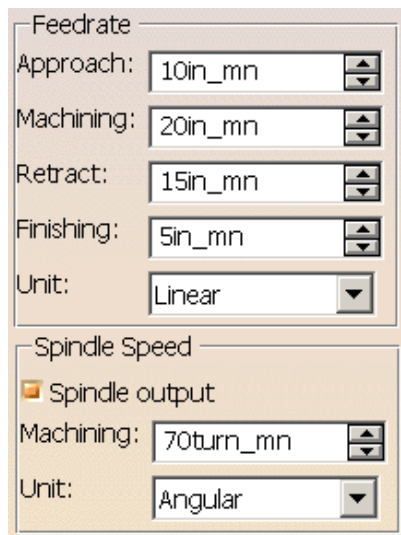 Feedrate
Approach: 10in_mn
Machining: 20in_mn
Retract: 15in_mn
Finishing: 5in_mn
Unit: Linear
Spindle Speed
Spindle output
Machining: 70turn_mn
Unit: Angular